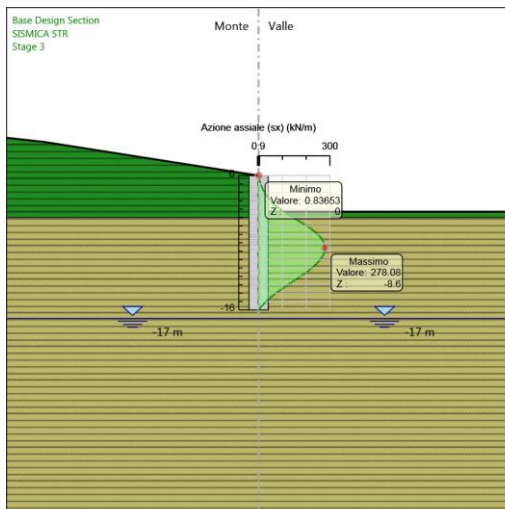 Base Design Section
SISMICA STR
Stage 3
Monte Valle
Azione assiale (sx) (kN/m)
0.9 300
0
Minimo
Valore: 0.83653
Z : 0
Massimo
Valore: 278.08
Z : -8.6
-16
-17 m -17 m